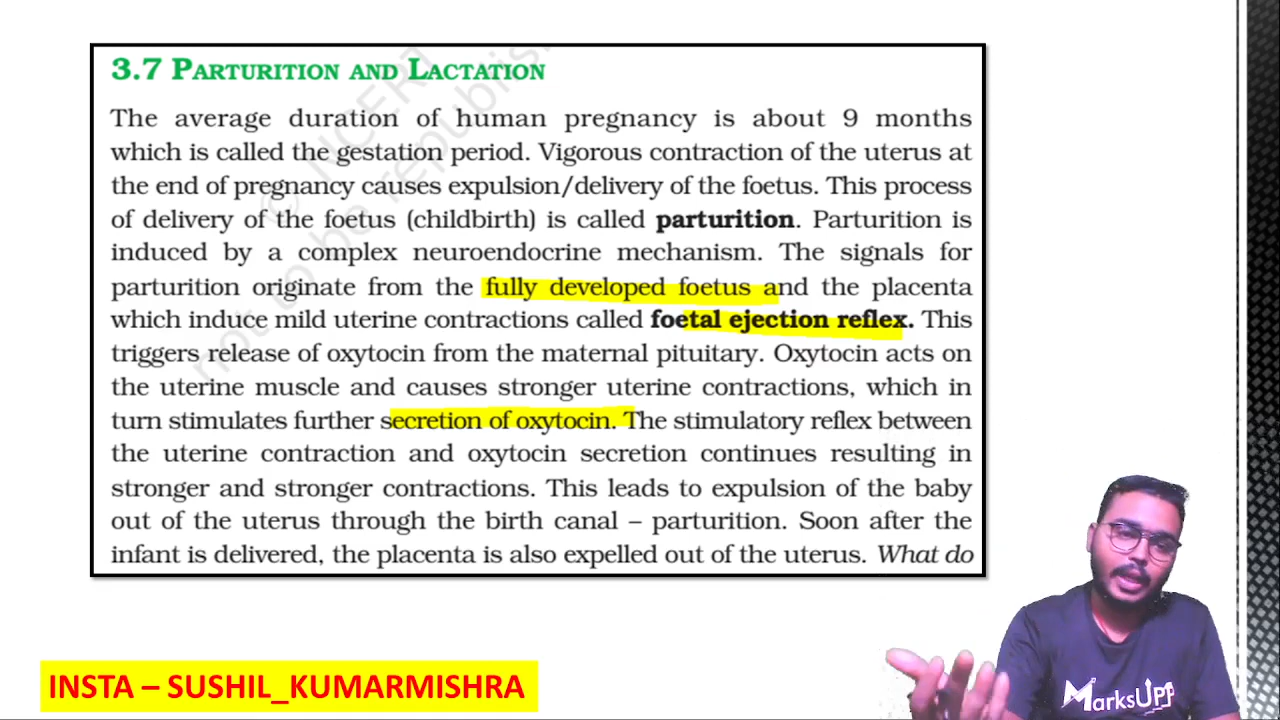 3.7 PARTURITION AND LACTATION
The average duration of human pregnancy is about 9 months
which is called the gestation period. Vigorous contraction of the uterus at
the end of pregnancy causes expulsion/delivery of the foetus. This process
of delivery of the foetus (childbirth) is called parturition. Parturition is
induced by a complex neuroendocrine mechanism. The signals for
parturition originate from the fully developed foetus and the placenta
which induce mild uterine contractions called foetal ejection reflex. This
triggers release of oxytocin from the maternal pituitary. Oxytocin acts on
the uterine muscle and causes stronger uterine contractions, which in
turn stimulates further secretion of oxytocin. The stimulatory reflex between
the uterine contraction and oxytocin secretion continues resulting in
stronger and stronger contractions. This leads to expulsion of the baby
out of the uterus through the birth canal – parturition. Soon after the
infant is delivered, the placenta is also expelled out of the uterus. What do
© NCERT
not to be republis
MarksUpp
INSTA – SUSHIL_KUMARMISHRA